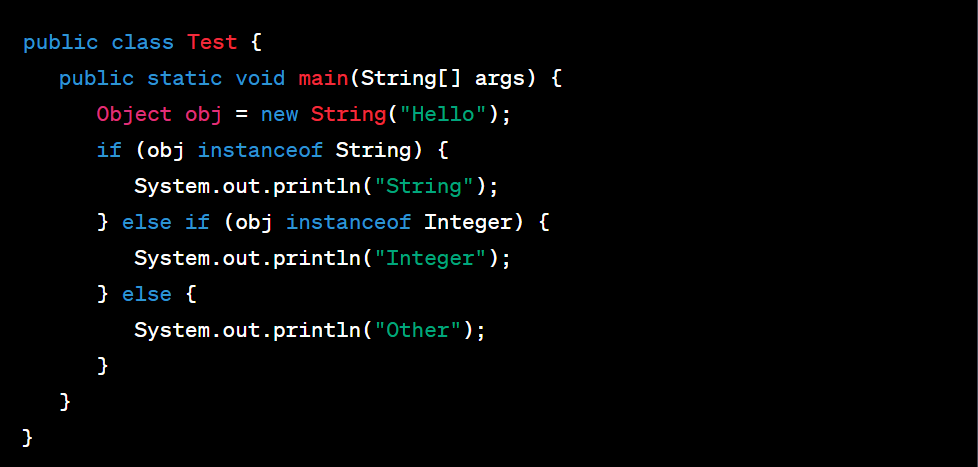 public class Test {
   public static void main(String[] args) {
      Object obj = new String("Hello");
      if (obj instanceof String) {
         System.out.println("String");
      } else if (obj instanceof Integer) {
         System.out.println("Integer");
      } else {
         System.out.println("Other");
      }
   }
}